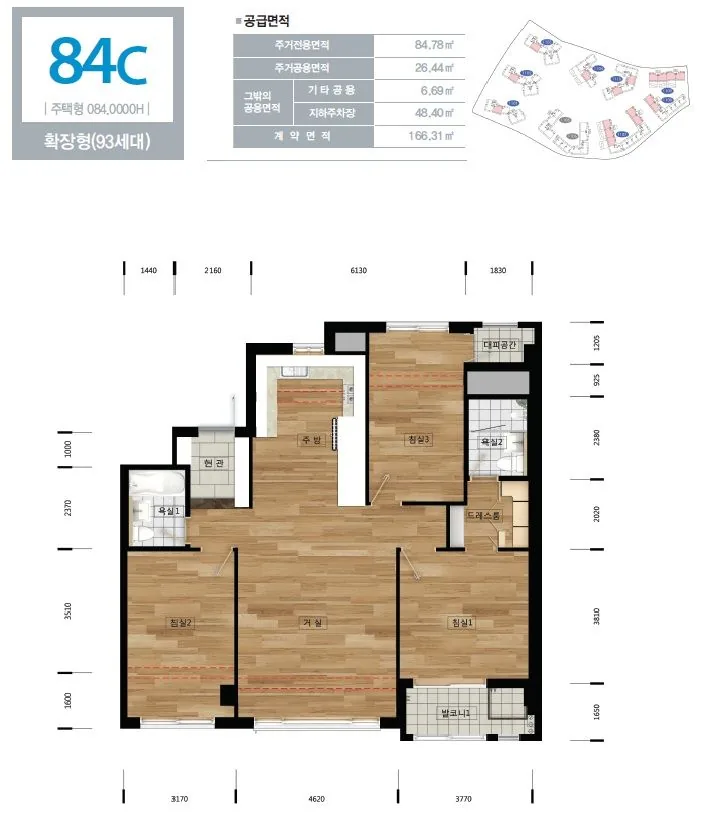 84C
| 주택형 084.0000H |
확장형(93세대)
공급면적
주거전용면적 84.78㎡
주거공용면적 26.44㎡
그밖의 공용면적
기타공용 6.69㎡
지하주차장 48.40㎡
계 약 면 적 166.31㎡
1440 2160 6130 1830
1205
925
2380
2020
3810
1650
1000
2370
3510
1600
대피공간
주방
침실3
욕실2
현관
욕실1
드레스룸
침실2
거실
침실1
발코니1
3170 4620 3770